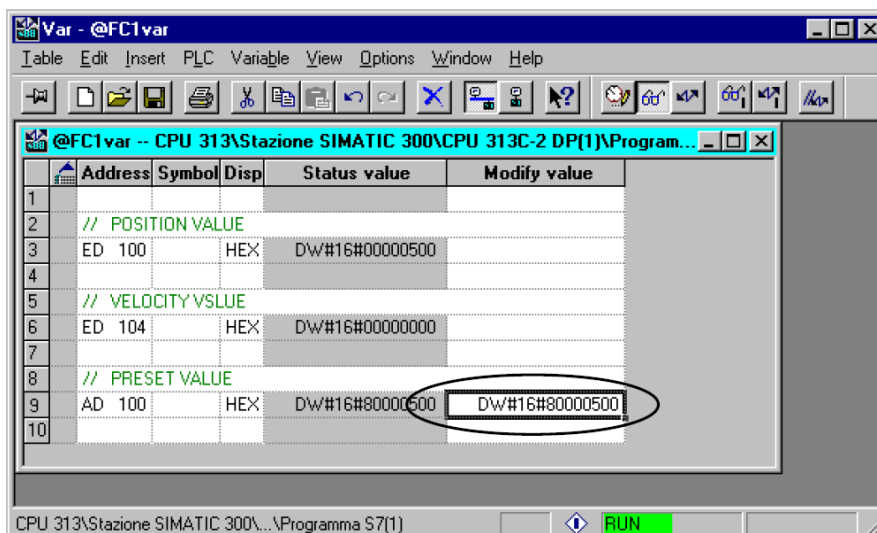 Var - @FC1var
Table Edit Insert PLC Variable View Options Window Help
@FC1var -- CPU 313\Stazione SIMATIC 300\CPU 313C-2 DP(1)\Program...
Address Symbol Disp Status value Modify value
1
2 // POSITION VALUE
3 ED 100 HEX DW#16#00000500
4
5 // VELOCITY VSLUE
6 ED 104 HEX DW#16#00000000
7
8 // PRESET VALUE
9 AD 100 HEX DW#16#80000500 DW#16#80000500
10
CPU 313\Stazione SIMATIC 300\...\Programma S7(1) RUN